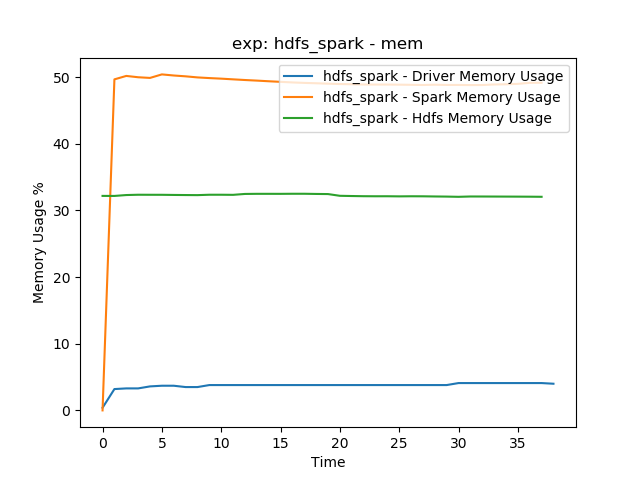 exp: hdfs_spark - mem
hdfs_spark - Driver Memory Usage
hdfs_spark - Spark Memory Usage
hdfs_spark - Hdfs Memory Usage
Memory Usage %
50
40
30
20
10
0
0 5 10 15 20 25 30 35
Time